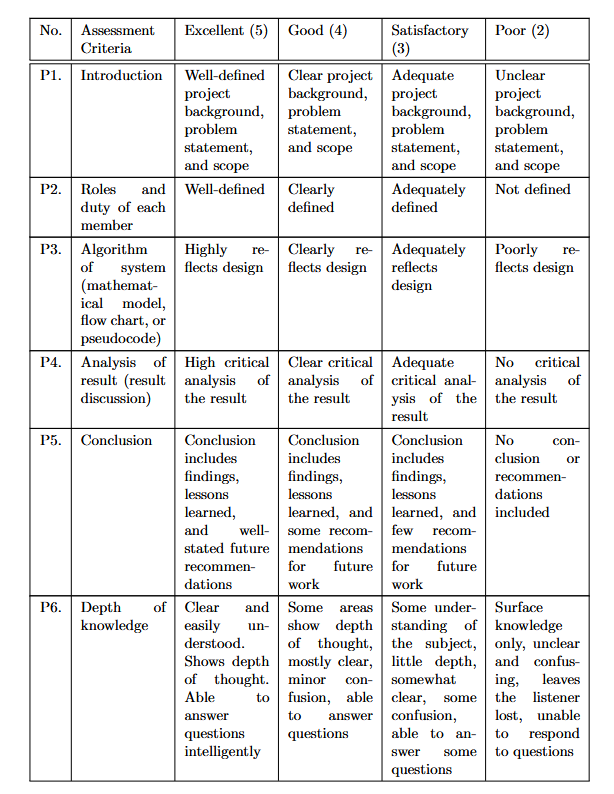 No. Assessment Criteria Excellent (5) Good (4) Satisfactory (3) Poor (2)
P1. Introduction
Well-defined
project
background,
problem
statement,
and scope
Clear project
background,
problem
statement,
and scope
Adequate
project
background,
problem
statement,
and scope
Unclear
project
background,
problem
statement,
and scope
P2. Roles and
duty of each
member
Well-defined
Clearly
defined
Adequately
defined
Not defined
P3. Algorithm
of system
(mathemat-
ical model,
flow chart, or
pseudocode)
Highly re-
flects design
Clearly re-
flects design
Adequately
reflects
design
Poorly re-
flects design
P4. Analysis of
result (result
discussion)
High critical
analysis of
the result
Clear critical
analysis of
the result
Adequate
critical anal-
ysis of the
result
No critical
analysis of
the result
P5. Conclusion
Conclusion
includes
findings,
lessons
learned,
and well-
stated future
recommen-
dations
Conclusion
includes
findings,
lessons
learned, and
some recom-
mendations
for future
work
Conclusion
includes
findings,
lessons
learned, and
few recom-
mendations
for future
work
No con-
clusion or
recommen-
dations
included
P6. Depth of
knowledge
Clear and
easily un-
derstood.
Shows depth
of thought.
Able to
answer
questions
intelligently
Some areas
show depth
of thought,
mostly clear,
minor con-
fusion, able
to answer
questions
Some under-
standing of
the subject,
little depth,
somewhat
clear, some
confusion,
able to an-
swer some
questions
Surface
knowledge
only, unclear
and confus-
ing, leaves
the listener
lost, unable
to respond
to questions